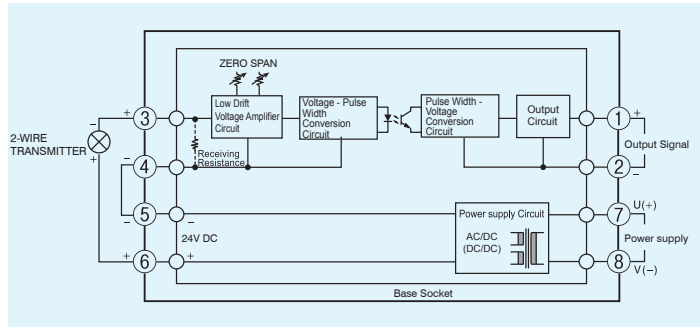 ZERO SPAN
Low Drift
Voltage Amplifier
Circuit
Voltage - Pulse
Width
Conversion
Circuit
Pulse Width -
Voltage
Conversion
Circuit
Output
Circuit
2-WIRE
TRANSMITTER
−
+
+
3
−
4
−
5
−
6
+
+
Receiving
Resistance
24V DC
Power supply Circuit
AC/DC
(DC/DC)
1
+
Output Signal
2
−
7
U(+)
Power supply
8
V(−)
Base Socket